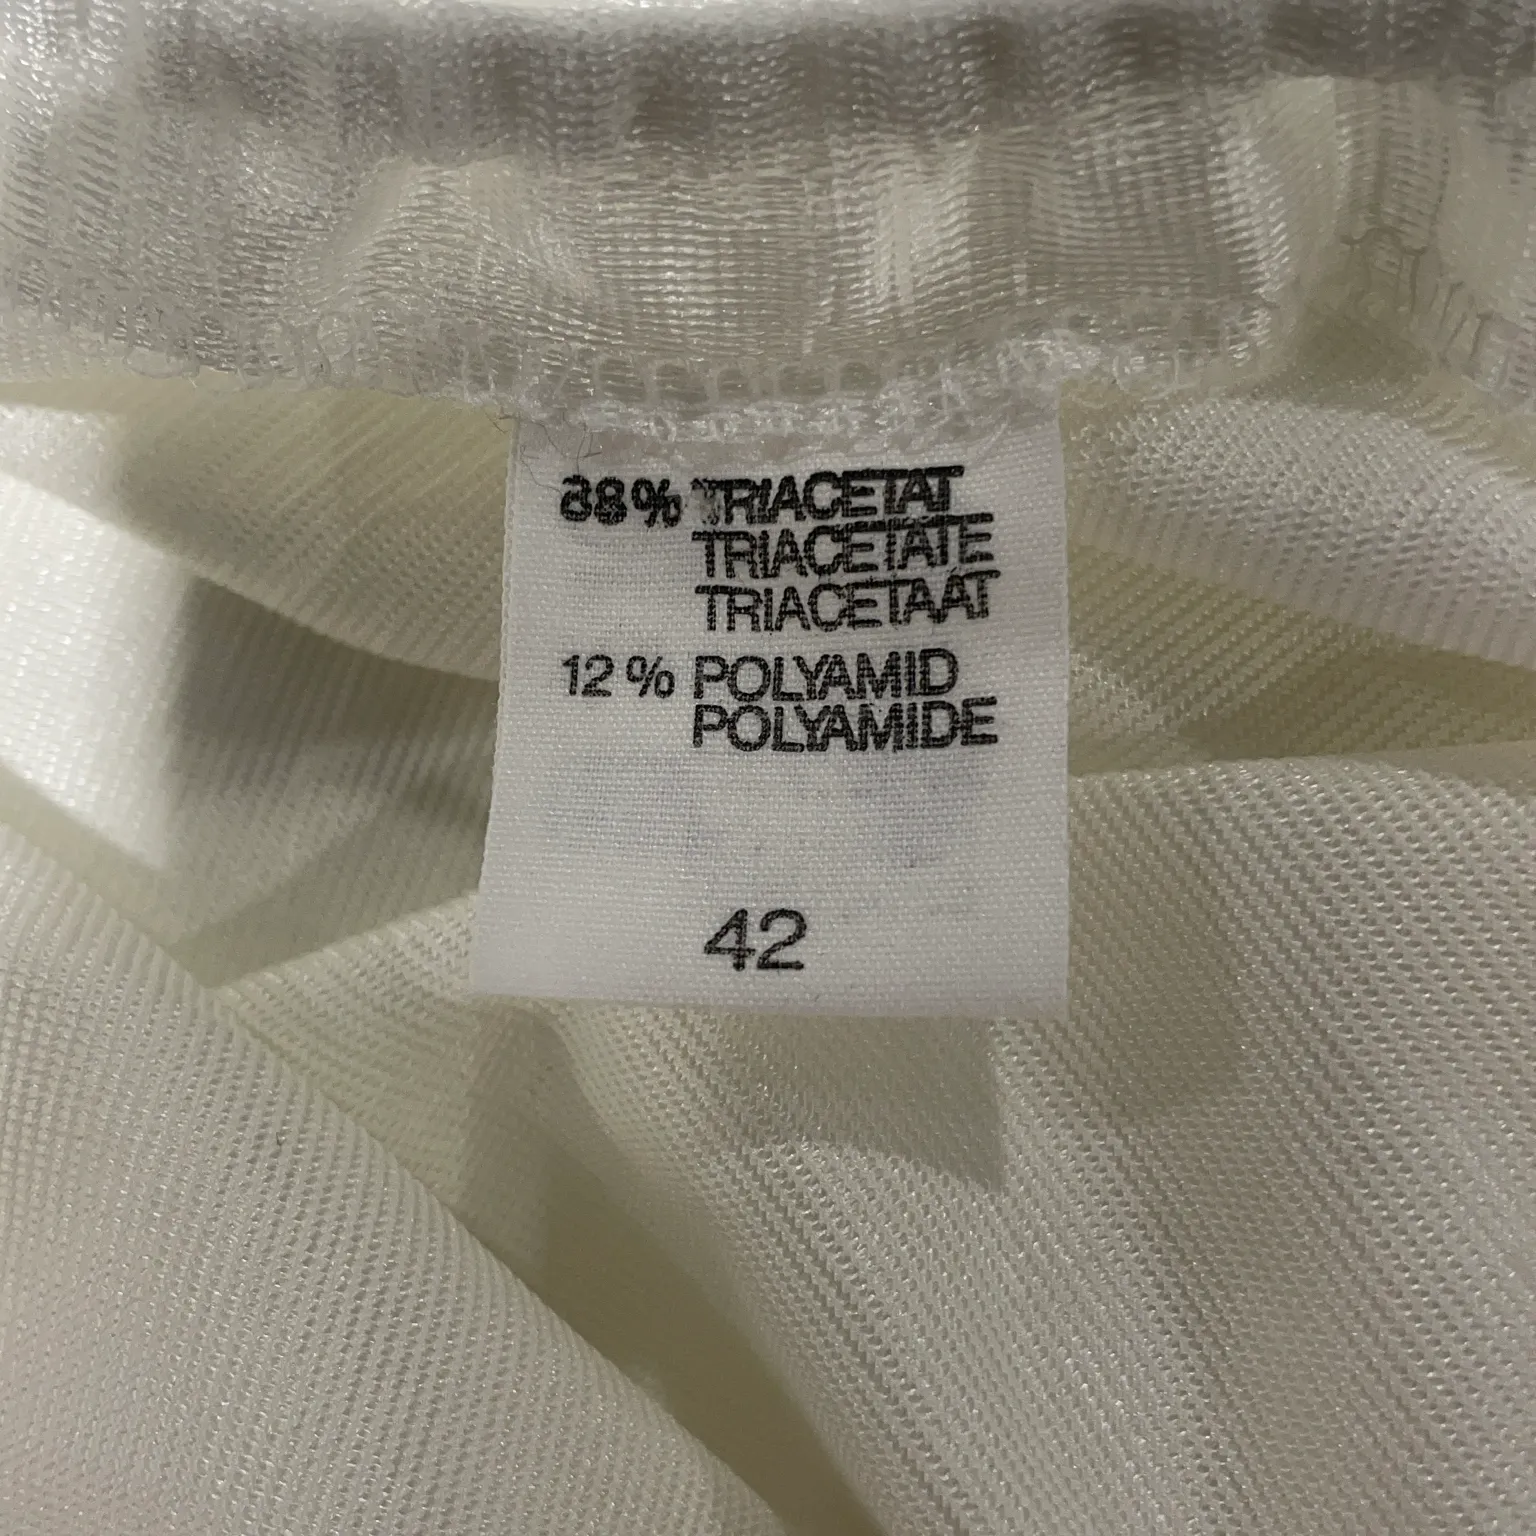 88% TRIACETAT
TRIACETATE
TRIACETAAT
12% POLYAMID
POLYAMIDE
42